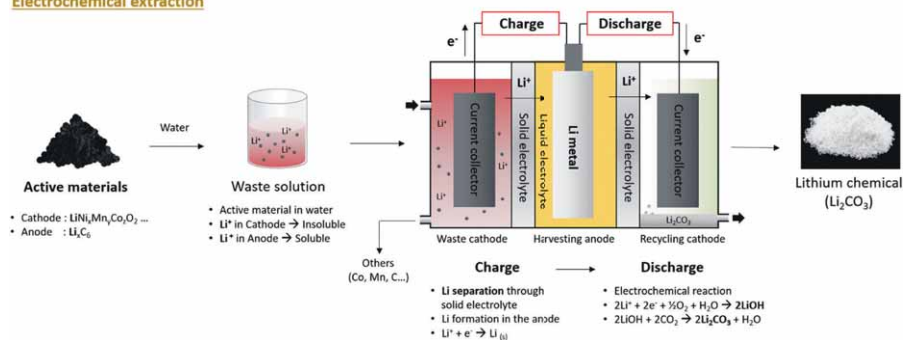 Electrochemical extraction
Charge
Discharge
e-
e-
Water
Li⁺
Li⁺
Li⁺
Li⁺
Li⁺
Li⁺
Li⁺
Li⁺
Li⁺
Current collector
Solid electrolyte
Liquid electrolyte
Li metal
Solid electrolyte
Current collector
Li₂CO₃
Active materials
• Cathode : LiNiₓMnᵧCo₂O₂ ...
• Anode : LiₓC₆
Waste solution
• Active material in water
• Li⁺ in Cathode → Insoluble
• Li⁺ in Anode → Soluble
Waste cathode
Harvesting anode
Recycling cathode
Lithium chemical
(Li₂CO₃)
Others
(Co, Mn, C...)
Charge
Discharge
• Li separation through
solid electrolyte
• Li formation in the anode
• Li⁺ + e⁻ → Li (s)
• Electrochemical reaction
• 2Li⁺ + 2e⁻ + ½O₂ + H₂O → 2LiOH
• 2LiOH + 2CO₂ → 2Li₂CO₃ + H₂O